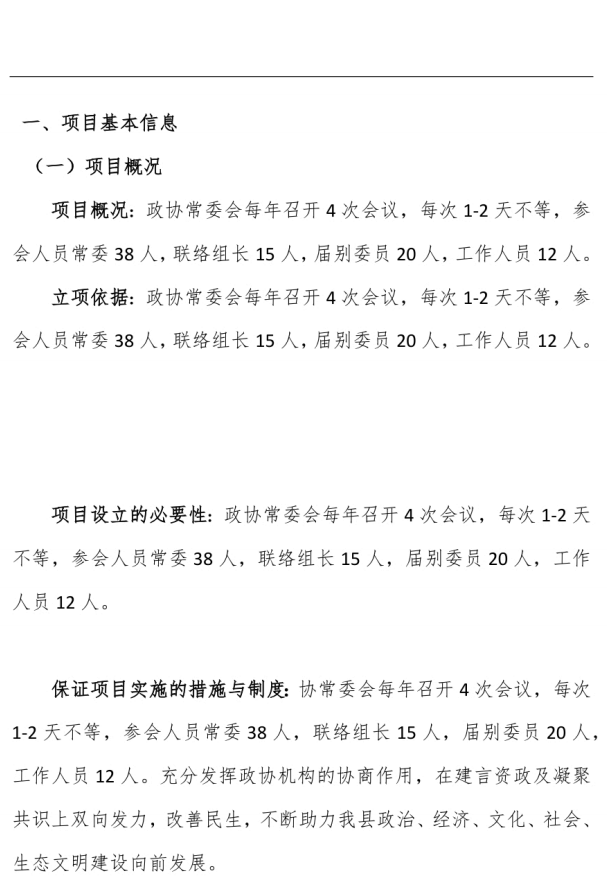 一、项目基本信息
（一）项目概况
项目概况：政协常委会每年召开 4 次会议，每次 1-2 天不等，参
会人员常委 38 人，联络组长 15 人，届别委员 20 人，工作人员 12 人。
立项依据：政协常委会每年召开 4 次会议，每次 1-2 天不等，参
会人员常委 38 人，联络组长 15 人，届别委员 20 人，工作人员 12 人。
项目设立的必要性：政协常委会每年召开 4 次会议，每次 1-2 天
不等，参会人员常委 38 人，联络组长 15 人，届别委员 20 人，工作
人员 12 人。
保证项目实施的措施与制度：协常委会每年召开 4 次会议，每次
1-2 天不等，参会人员常委 38 人，联络组长 15 人，届别委员 20 人，
工作人员 12 人。充分发挥政协机构的协商作用，在建言资政及凝聚
共识上双向发力，改善民生，不断助力我县政治、经济、文化、社会、
生态文明建设向前发展。